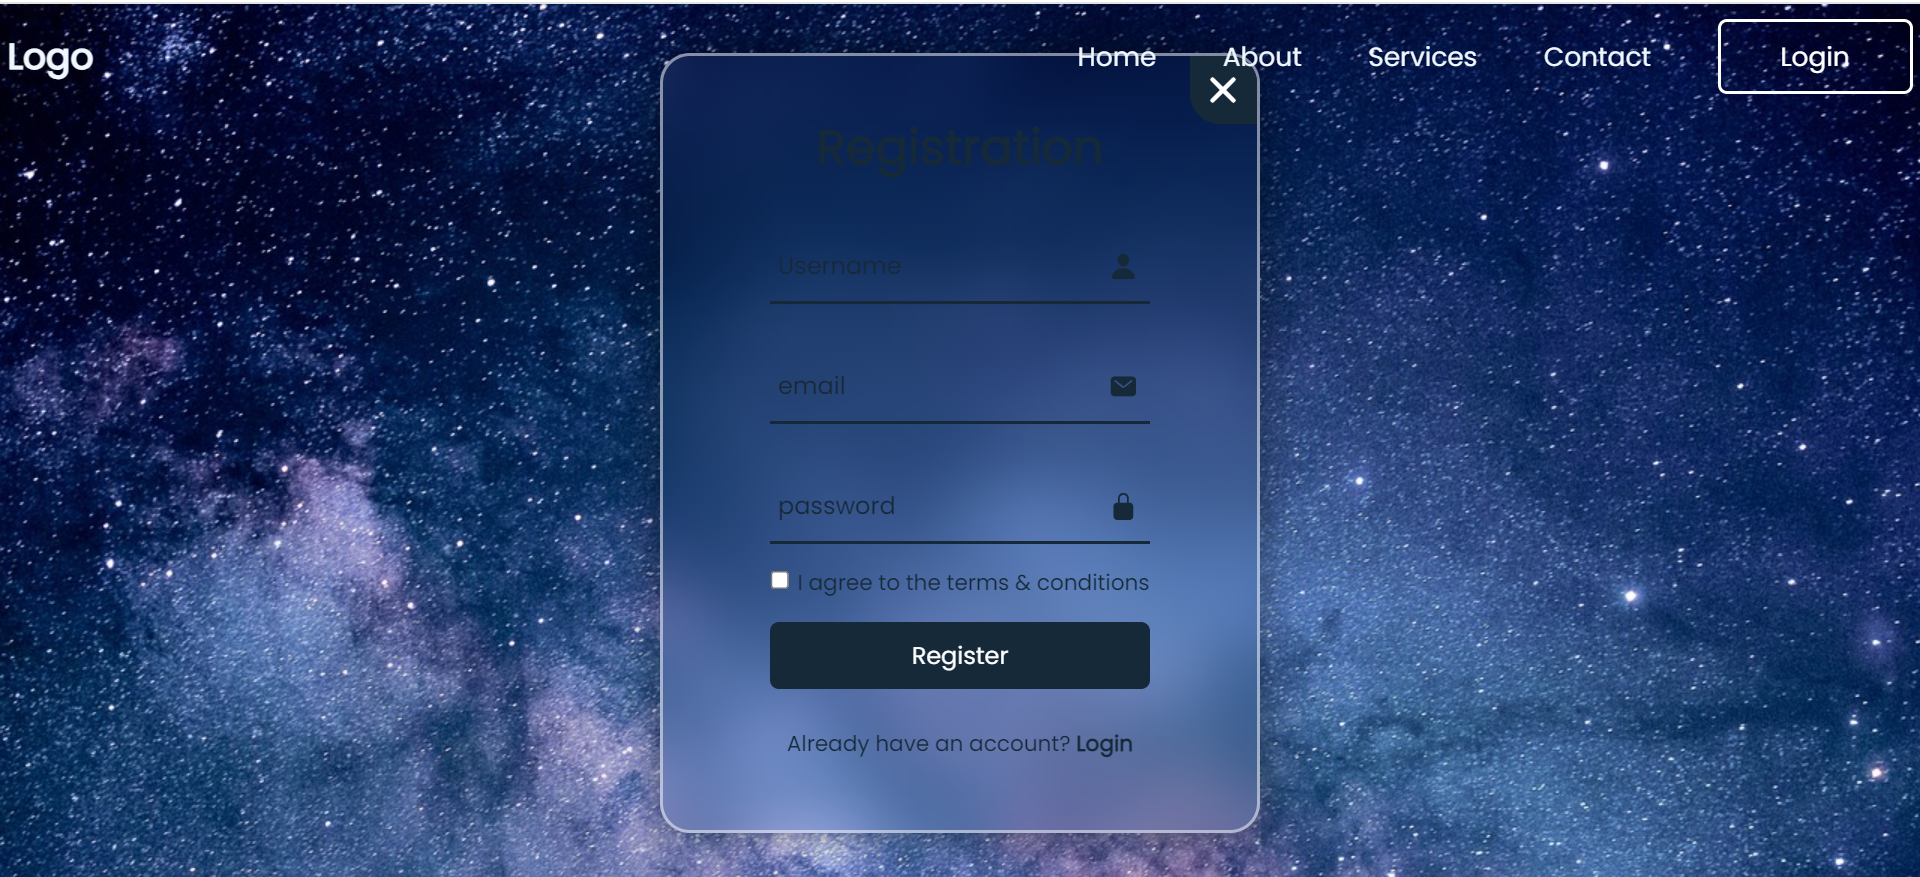 Logo
Home About Services Contact Login
Registration
Username
email
password
I agree to the terms & conditions
Register
Already have an account? Login